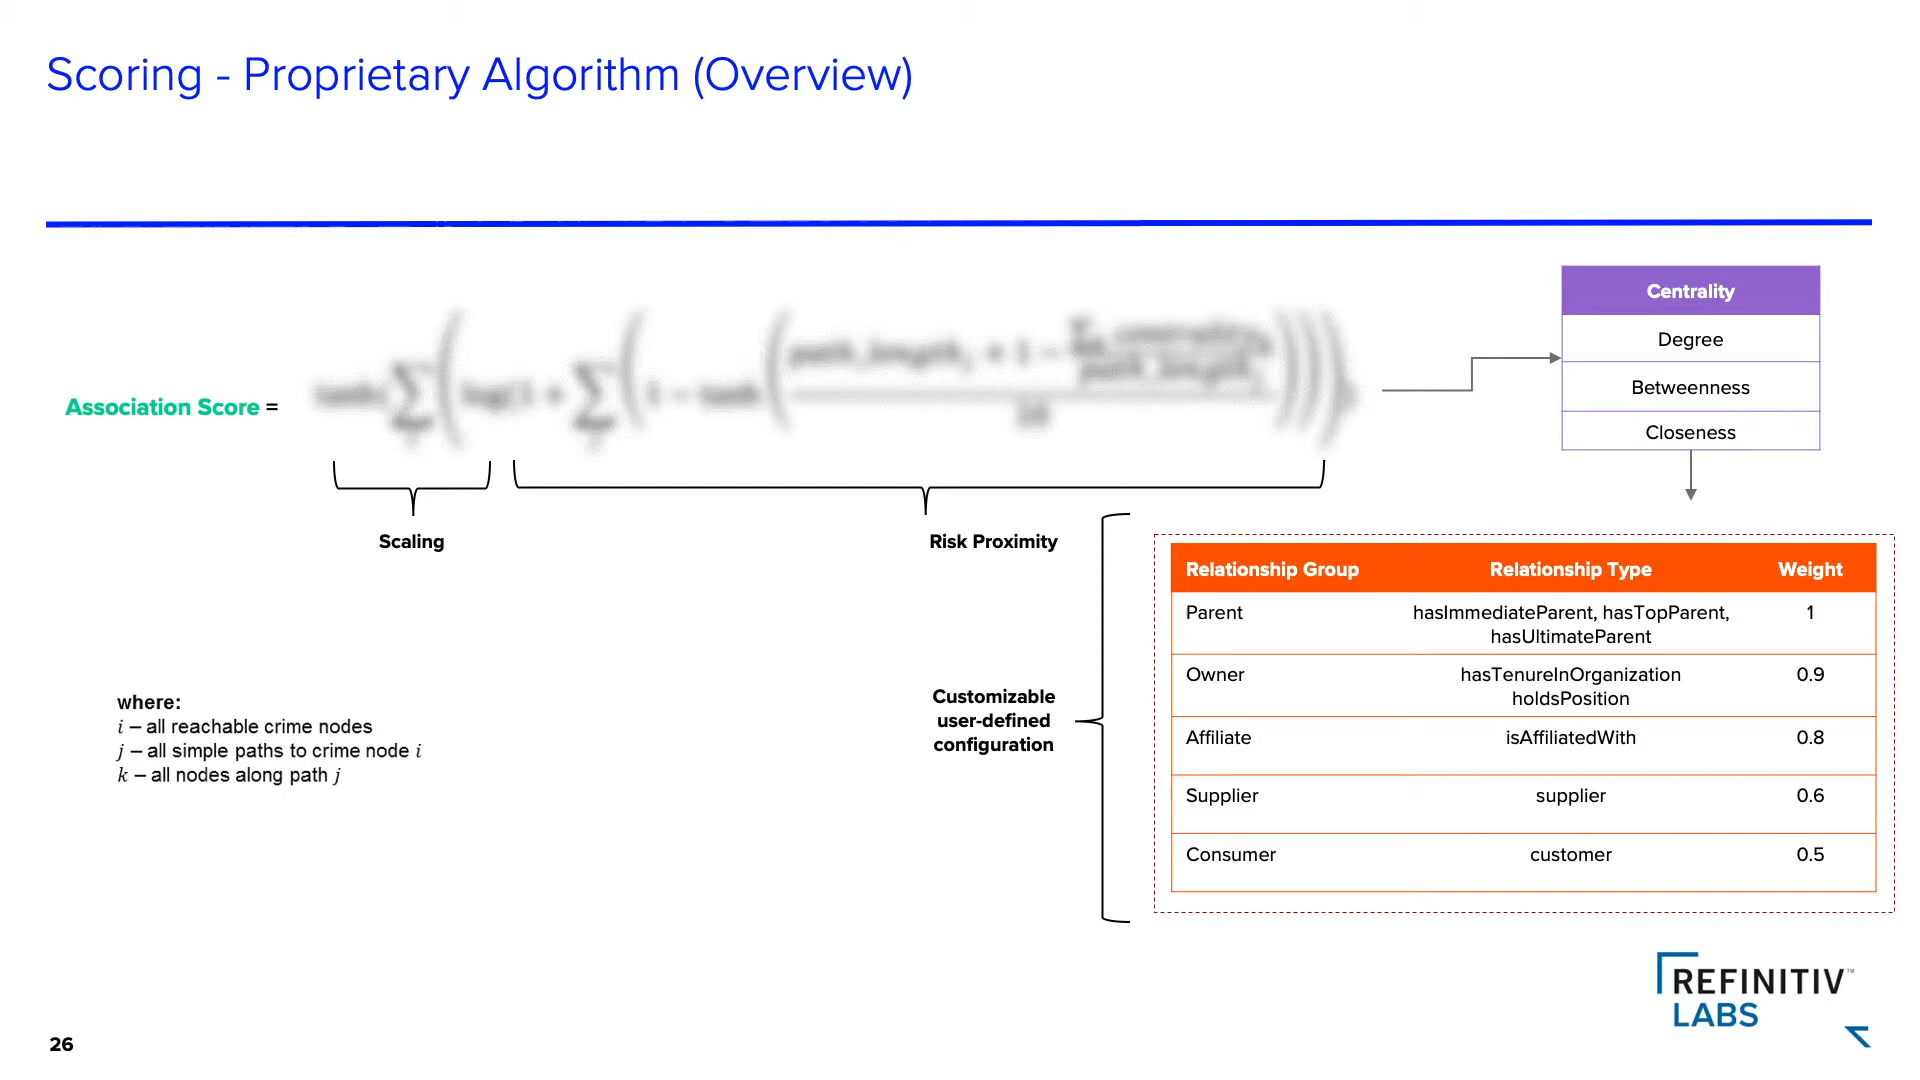 Scoring - Proprietary Algorithm (Overview)
Association Score =
Scaling
Risk Proximity
Centrality
Degree
Betweenness
Closeness
where:
i – all reachable crime nodes
j – all simple paths to crime node i
k – all nodes along path j
Customizable
user-defined
configuration
Relationship Group Relationship Type Weight
Parent hasImmediateParent, hasTopParent, 1
hasUltimateParent
Owner hasTenureInOrganization 0.9
holdsPosition
Affiliate isAffiliatedWith 0.8
Supplier supplier 0.6
Consumer customer 0.5
REFINITIV™
LABS
26